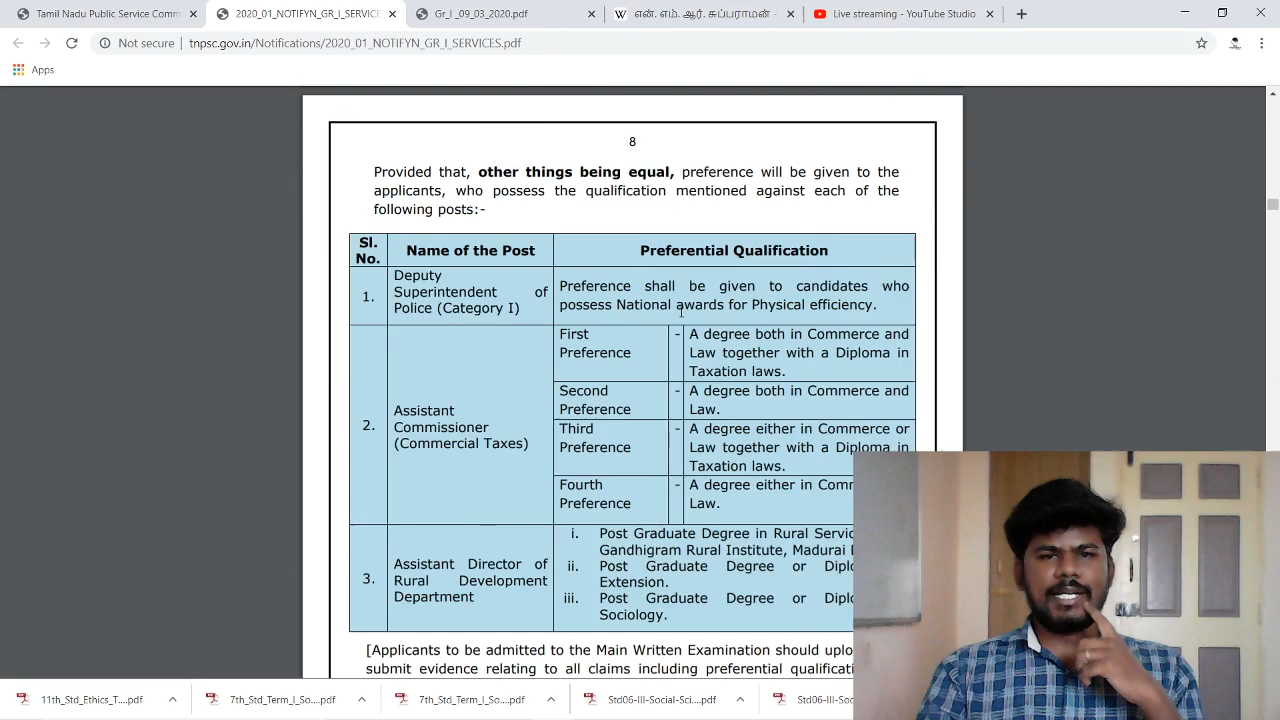 Tamil Nadu Public Service Comm
2020_01_NOTIFYN_GR_I_SERVICE
Gr_I_09_03_2020.pdf
என். எம். ஆர். சுப்பராமன் -
Live streaming - YouTube Studio
Not secure | tnpsc.gov.in/Notifications/2020_01_NOTIFYN_GR_I_SERVICES.pdf
Apps
8
Provided that, other things being equal, preference will be given to the
applicants, who possess the qualification mentioned against each of the
following posts:-
Sl. No.
Name of the Post
Preferential Qualification
1.
Deputy
Superintendent of
Police (Category I)
Preference shall be given to candidates who
possess National awards for Physical efficiency.
2.
Assistant
Commissioner
(Commercial Taxes)
First
Preference
- A degree both in Commerce and
Law together with a Diploma in
Taxation laws.
Second
Preference
- A degree both in Commerce and
Law.
Third
Preference
- A degree either in Commerce or
Law together with a Diploma in
Taxation laws.
Fourth
Preference
- A degree either in Comm
Law.
3.
Assistant Director of
Rural Development
Department
i. Post Graduate Degree in Rural Servic
Gandhigram Rural Institute, Madurai
ii. Post Graduate Degree or Diplo
Extension.
iii. Post Graduate Degree or Diplo
Sociology.
[Applicants to be admitted to the Main Written Examination should uplo
submit evidence relating to all claims including preferential qualificati
11th_Std_Ethics_T....pdf
7th_Std_Term_I_So....pdf
7th_Std_Term_I_So....pdf
Std06-III-Social-Sci....pdf
Std06-III-Soc